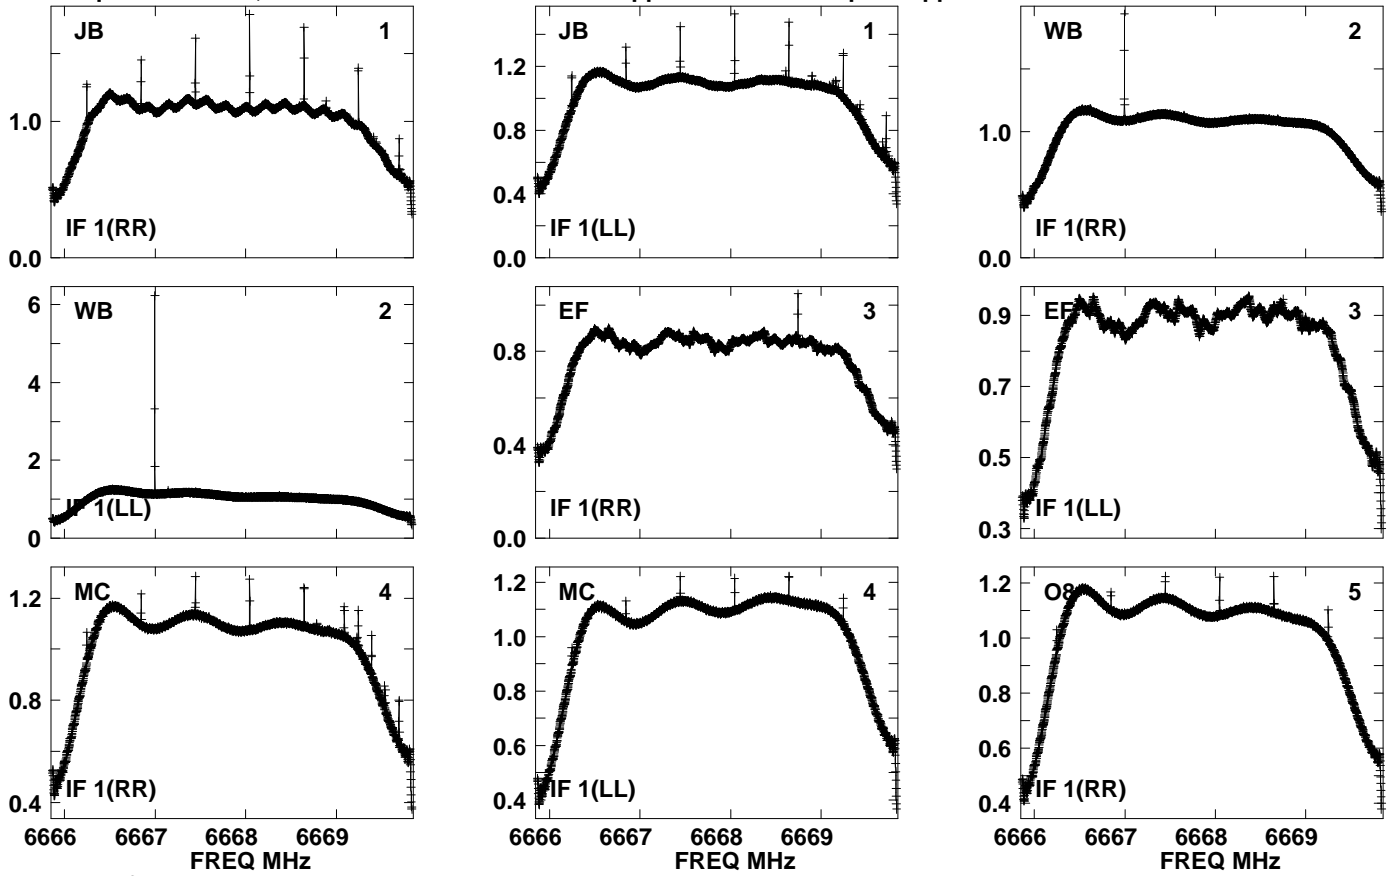 JB 1 JB 1 WB 2
1.0 1.2 1.0
0.8
0.4
IF 1(RR) IF 1(LL) IF 1(RR)
0.0 0.0 0.0
WB 2 EF 3 EF 3
6 0.9
4 0.8 0.7
2 0.4 0.5
IF 1(LL) IF 1(RR) IF 1(LL)
0 0.0 0.3
MC 4 MC 4 O8 5
1.2 1.2 1.2
1.0 1.0
0.8 0.8 0.8
0.6 0.6
IF 1(RR) IF 1(LL) IF 1(RR)
0.4 0.4 0.4
6666 6667 6668 6669 6666 6667 6668 6669 6666 6667 6668 6669
FREQ MHz FREQ MHz FREQ MHz